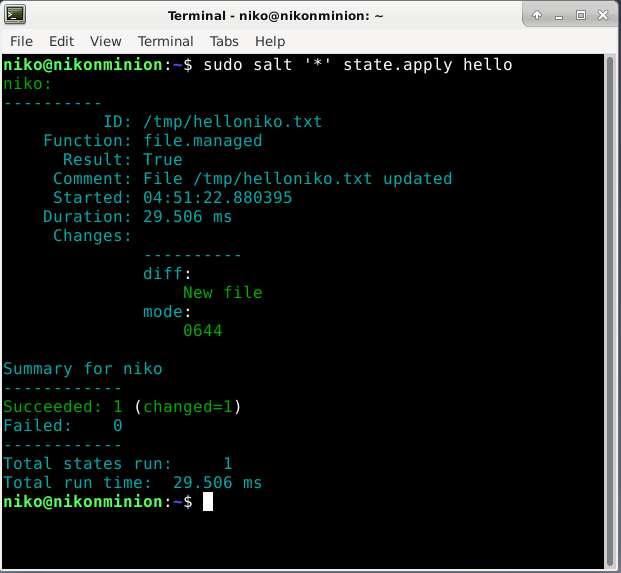 Terminal - niko@nikonminion: ~
File Edit View Terminal Tabs Help
niko@nikonminion:~$ sudo salt '*' state.apply hello
niko:
----------
          ID: /tmp/helloniko.txt
    Function: file.managed
      Result: True
     Comment: File /tmp/helloniko.txt updated
     Started: 04:51:22.880395
    Duration: 29.506 ms
     Changes:
              ----------
              diff:
                  New file
              mode:
                  0644

Summary for niko
------------
Succeeded: 1 (changed=1)
Failed:    0
------------
Total states run:     1
Total run time:  29.506 ms
niko@nikonminion:~$